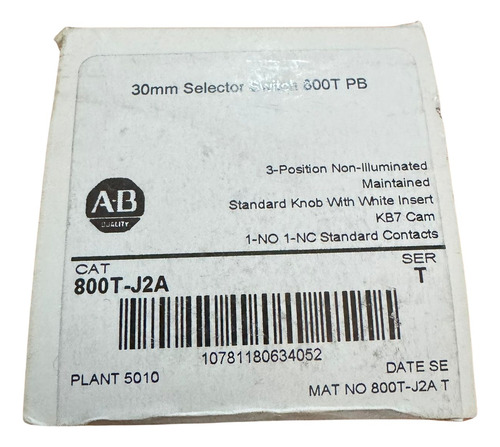 30mm Selector Switch 800T PB
3-Position Non-Illuminated
Maintained
Standard Knob With White Insert
KB7 Cam
1-NO 1-NC Standard Contacts
A-B
QUALITY
CAT
800T-J2A
SER
T
10781180634052
PLANT 5010
DATE SE
MAT NO 800T-J2A T